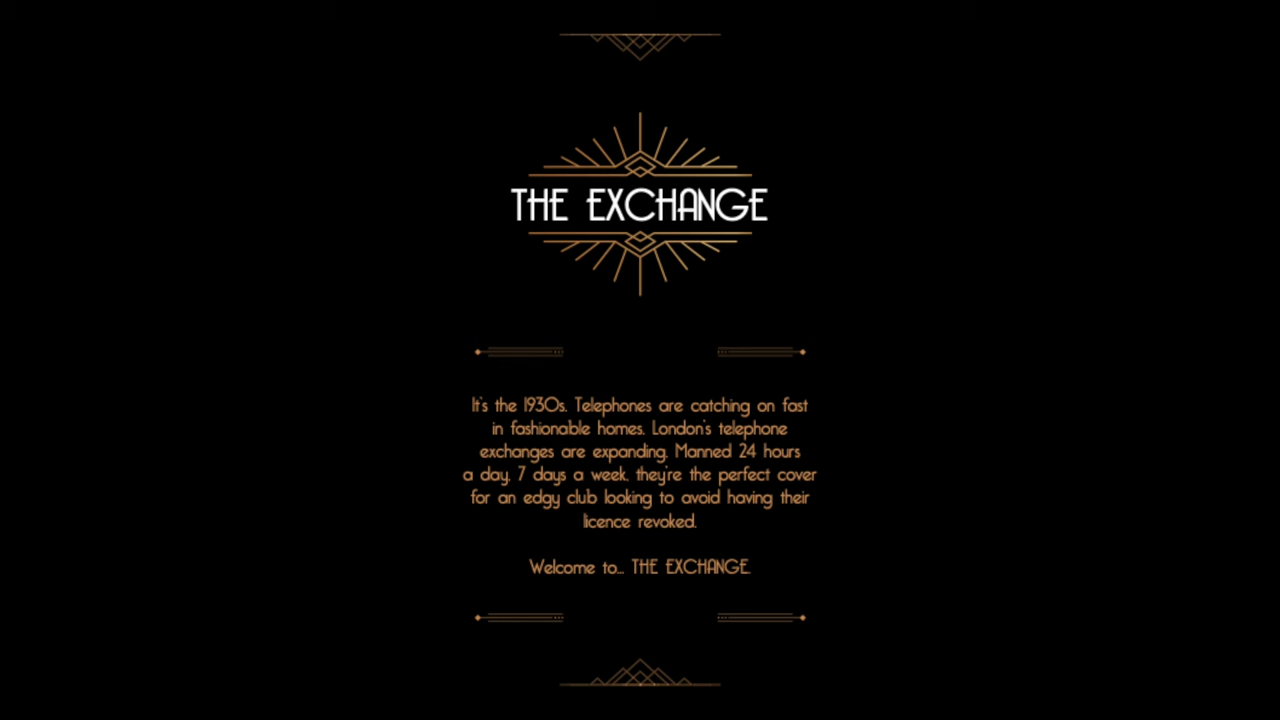 THE EXCHANGE
It's the 1930s. Telephones are catching on fast
in fashionable homes. London's telephone
exchanges are expanding. Manned 24 hours
a day, 7 days a week, they're the perfect cover
for an edgy club looking to avoid having their
licence revoked.
Welcome to... THE EXCHANGE.